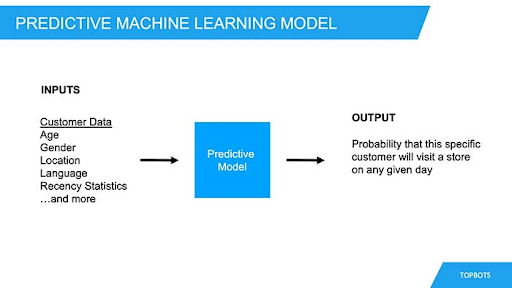 PREDICTIVE MACHINE LEARNING MODEL
INPUTS
Customer Data
Age
Gender
Location
Language
Recency Statistics
...and more
Predictive
Model
OUTPUT
Probability that this specific
customer will visit a store
on any given day
TOPBOTS